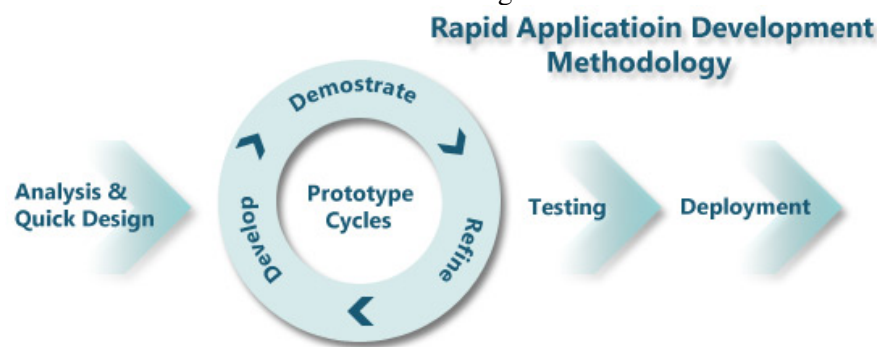 Rapid Applicatioin Development
Methodology
Demostrate
Analysis &
Quick Design
Prototype
Cycles
Develop
Refine
Testing
Deployment